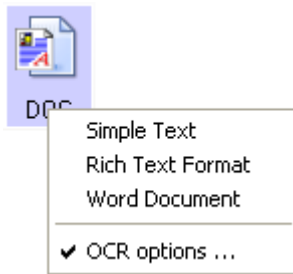 DOC
Simple Text
Rich Text Format
Word Document
✓ OCR options ...